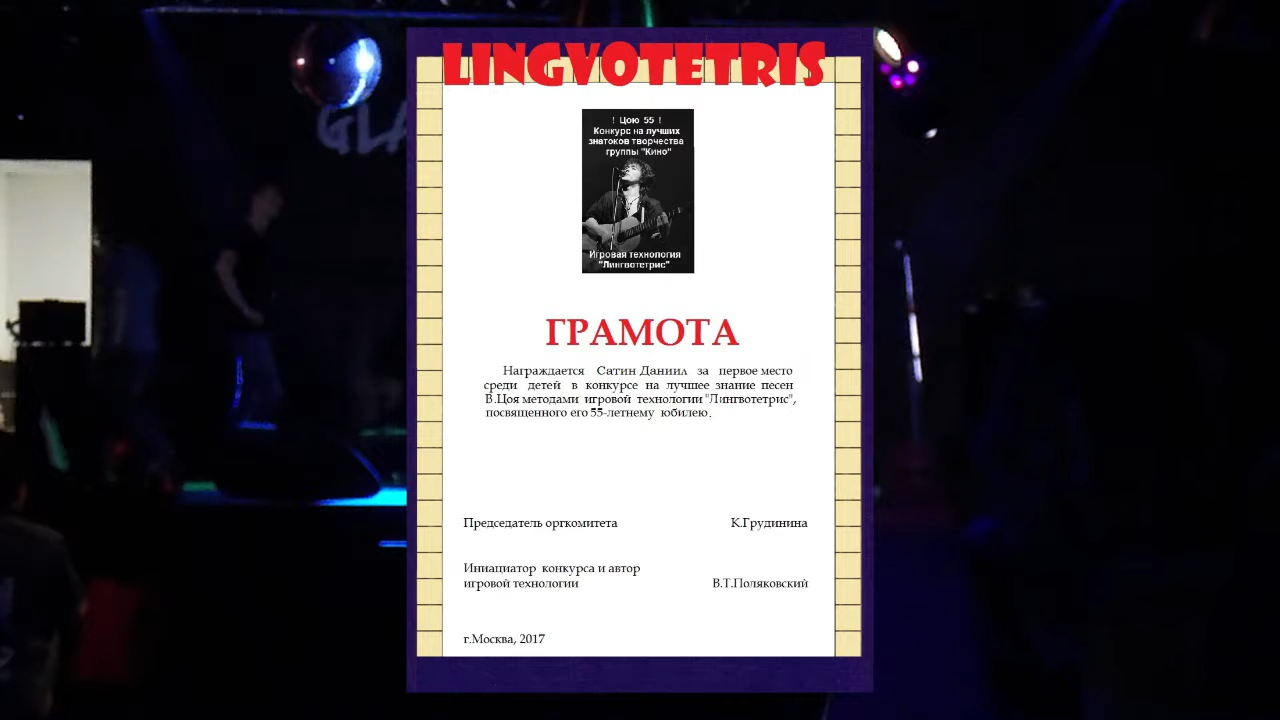 LINGVOTETRIS
GLA
! Цою 55 !
Конкурс на лучших
знатоков творчества
группы "Кино"
Игровая технология
"Лингвотетрис"
ГРАМОТА
Награждается Сатин Даниил за первое место
среди детей в конкурсе на лучшее знание песен
В.Цоя методами игровой технологии "Лингвотетрис",
посвященного его 55-летнему юбилею.
Председатель оргкомитета К.Грудинина
Иниациатор конкурса и автор
игровой технологии В.Т.Поляковский
г.Москва, 2017